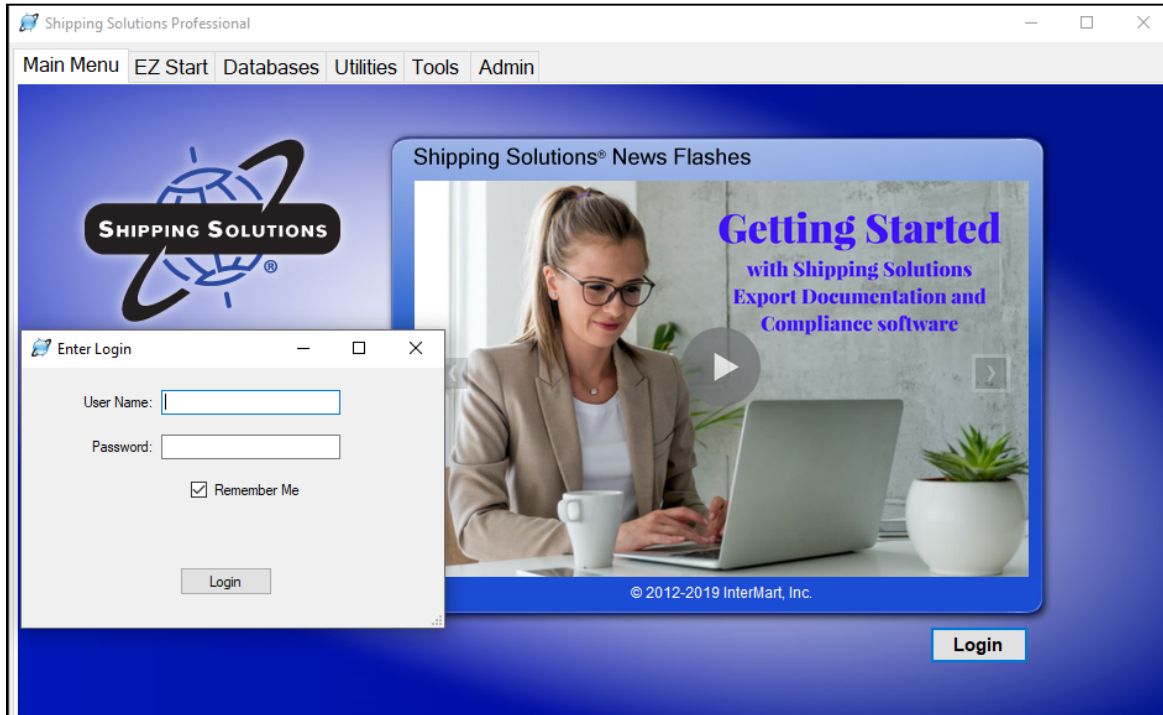 Shipping Solutions Professional
Main Menu EZ Start Databases Utilities Tools Admin
SHIPPING SOLUTIONS
®
Shipping Solutions® News Flashes
Getting Started
with Shipping Solutions
Export Documentation and
Compliance software
Enter Login
User Name:
Password:
Remember Me
Login
© 2012-2019 InterMart, Inc.
Login